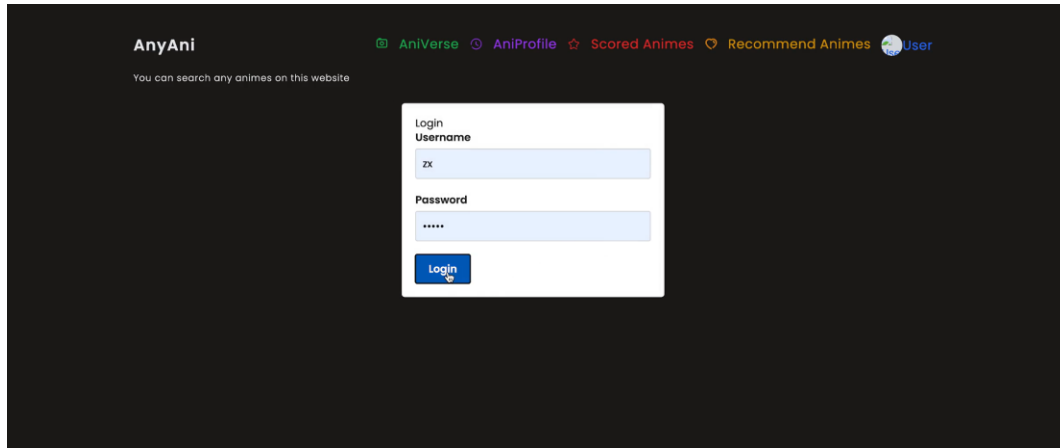 AnyAni
AniVerse AniProfile Scored Animes Recommend Animes User
You can search any animes on this website
Login
Username
zx
Password
•••••
Login